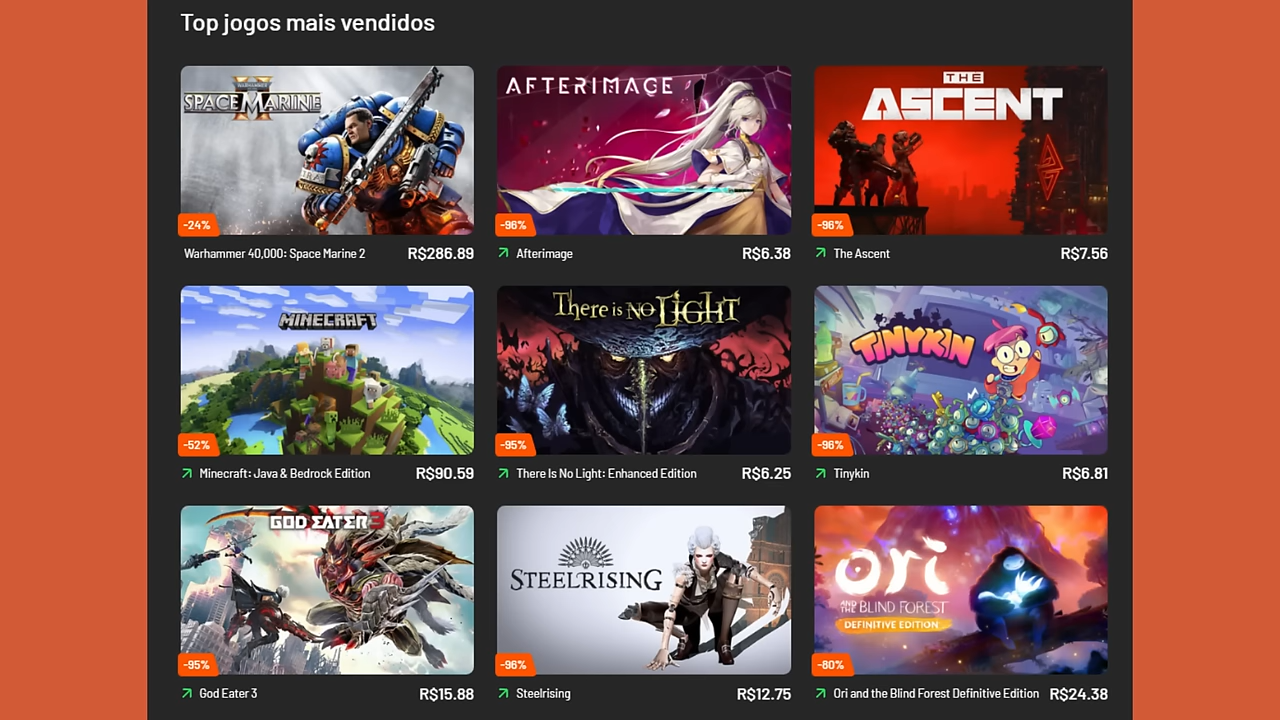 Top jogos mais vendidos
WARHAMMER
SPACE MARINE
II
-24%
Warhammer 40,000: Space Marine 2 R$286.89
AFTERIMAGE
-96%
Afterimage R$6.38
THE
ASCENT
-96%
The Ascent R$7.56
MINECRAFT
-52%
Minecraft: Java & Bedrock Edition R$90.59
There is NO LIGHT
-95%
There Is No Light: Enhanced Edition R$6.25
TINYKIN
-96%
Tinykin R$6.81
GOD EATER 3
-95%
God Eater 3 R$15.88
STEELRISING
-96%
Steelrising R$12.75
ori
AND THE BLIND FOREST
DEFINITIVE EDITION
-80%
Ori and the Blind Forest Definitive Edition R$24.38